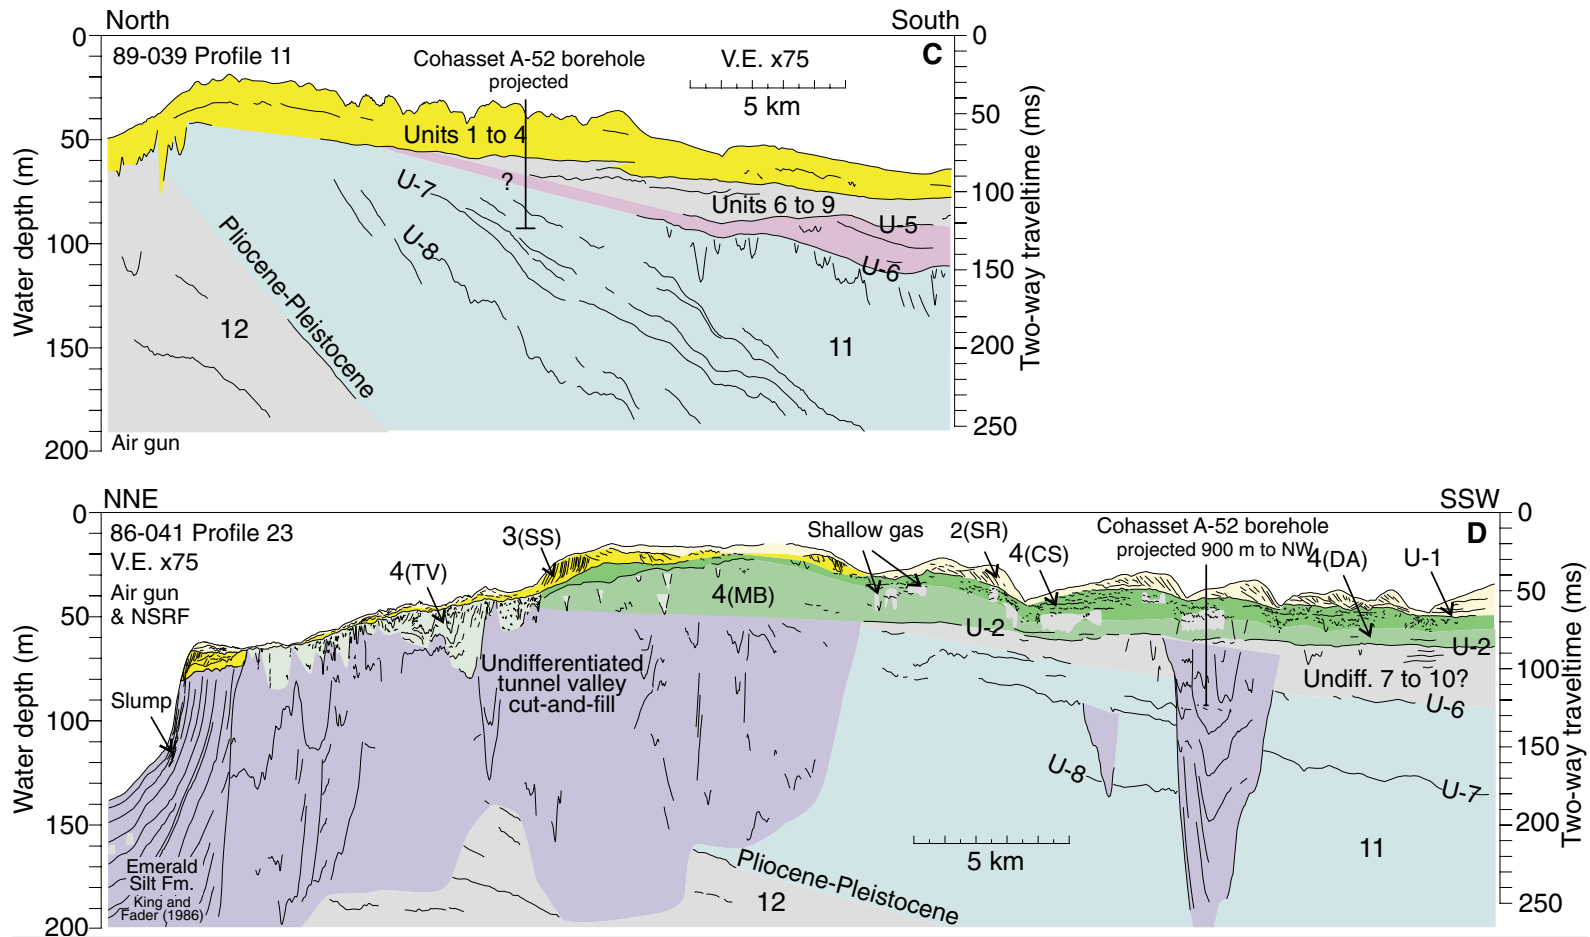 North
South
0
0
89-039 Profile 11
Cohasset A-52 borehole
projected
V.E. x75
C
5 km
50
50
Units 1 to 4
?
100
U-7
Units 6 to 9
U-5
U-8
U-6
100
150
Pliocene-Pleistocene
12
11
150
200
250
200
Air gun
Water depth (m)
Two-way traveltime (ms)
NNE
SSW
0
0
86-041 Profile 23
V.E. x75
Air gun
& NSRF
3(SS)
4(TV)
Shallow gas
2(SR)
4(CS)
Cohasset A-52 borehole
projected 900 m to NW
4(DA)
U-1
D
50
50
4(MB)
U-2
U-2
Undifferentiated
tunnel valley
cut-and-fill
100
Undiff. 7 to 10?
U-6
Slump
100
150
U-8
U-7
150
200
5 km
11
Pliocene-Pleistocene
12
Emerald
Silt Fm.
King and
Fader (1986)
250
200
Water depth (m)
Two-way traveltime (ms)